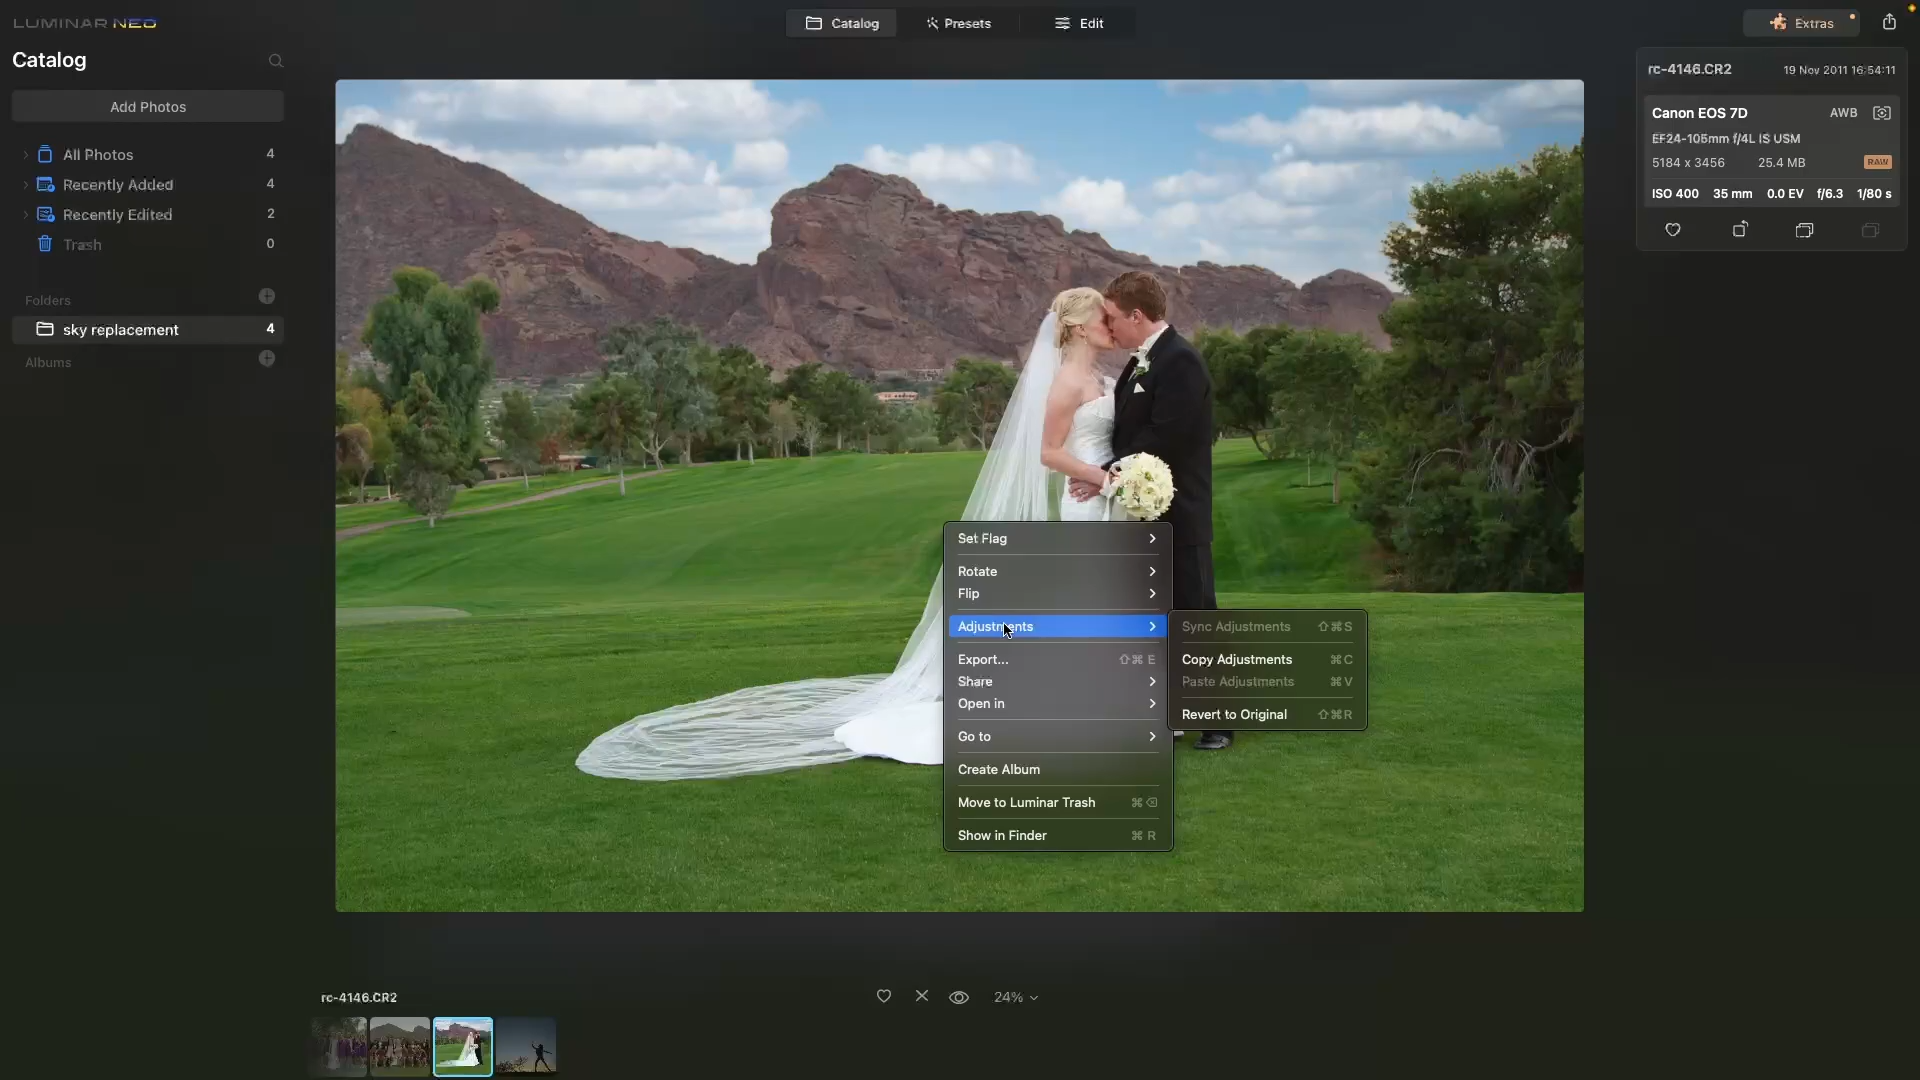 LUMINAR NEO
Catalog
Presets
Edit
Extras
Catalog
Add Photos
All Photos 4
Recently Added 4
Recently Edited 2
Trash 0
Folders
sky replacement 4
Albums
rc-4146.CR2 19 Nov 2011 16:54:11
Canon EOS 7D AWB
EF24-105mm f/4L IS USM
5184 x 3456 25.4 MB RAW
ISO 400 35 mm 0.0 EV f/6.3 1/80 s
Set Flag
Rotate
Flip
Adjustments
Export... ⇧⌘ E
Share
Open in
Go to
Create Album
Move to Luminar Trash ⌘⌫
Show in Finder ⌘ R
Sync Adjustments ⇧⌘S
Copy Adjustments ⌘C
Paste Adjustments ⌘V
Revert to Original ⇧⌘R
rc-4146.CR2
24%